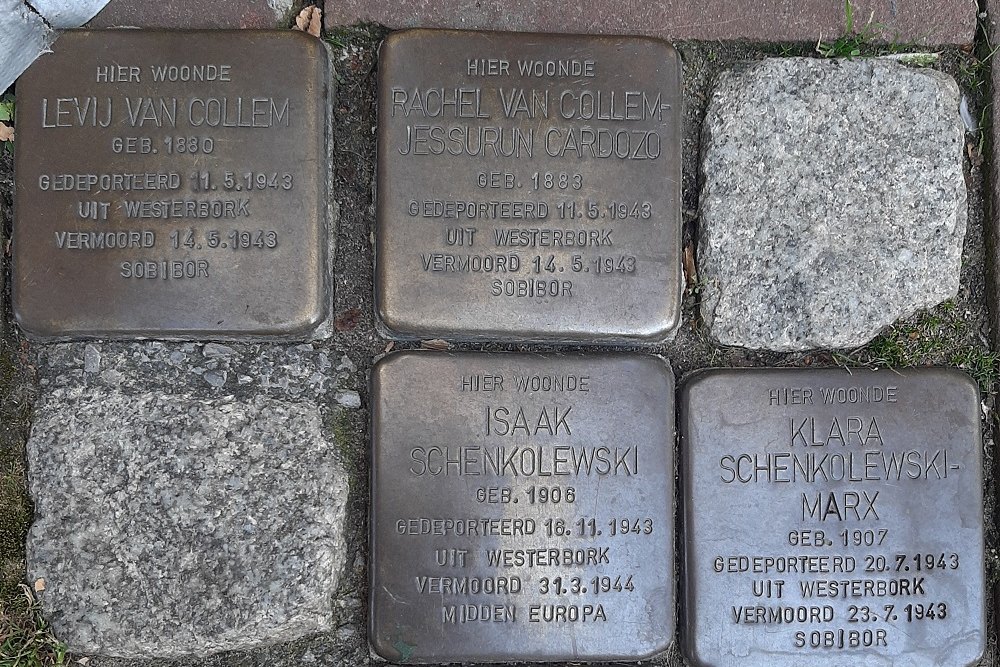 HIER WOONDE
LEVIJ VAN COLLEM
GEB. 1880
GEDEPORTEERD 11.5.1943
UIT WESTERBORK
VERMOORD 14.5.1943
SOBIBOR
HIER WOONDE
RACHEL VAN COLLEM-
JESSURUN CARDOZO
GEB. 1883
GEDEPORTEERD 11.5.1943
UIT WESTERBORK
VERMOORD 14.5.1943
SOBIBOR
HIER WOONDE
ISAAK
SCHENKOLEWSKI
GEB. 1906
GEDEPORTEERD 16.11.1943
UIT WESTERBORK
VERMOORD 31.3.1944
MIDDEN EUROPA
HIER WOONDE
KLARA
SCHENKOLEWSKI-
MARX
GEB. 1907
GEDEPORTEERD 20.7.1943
UIT WESTERBORK
VERMOORD 23.7.1943
SOBIBOR